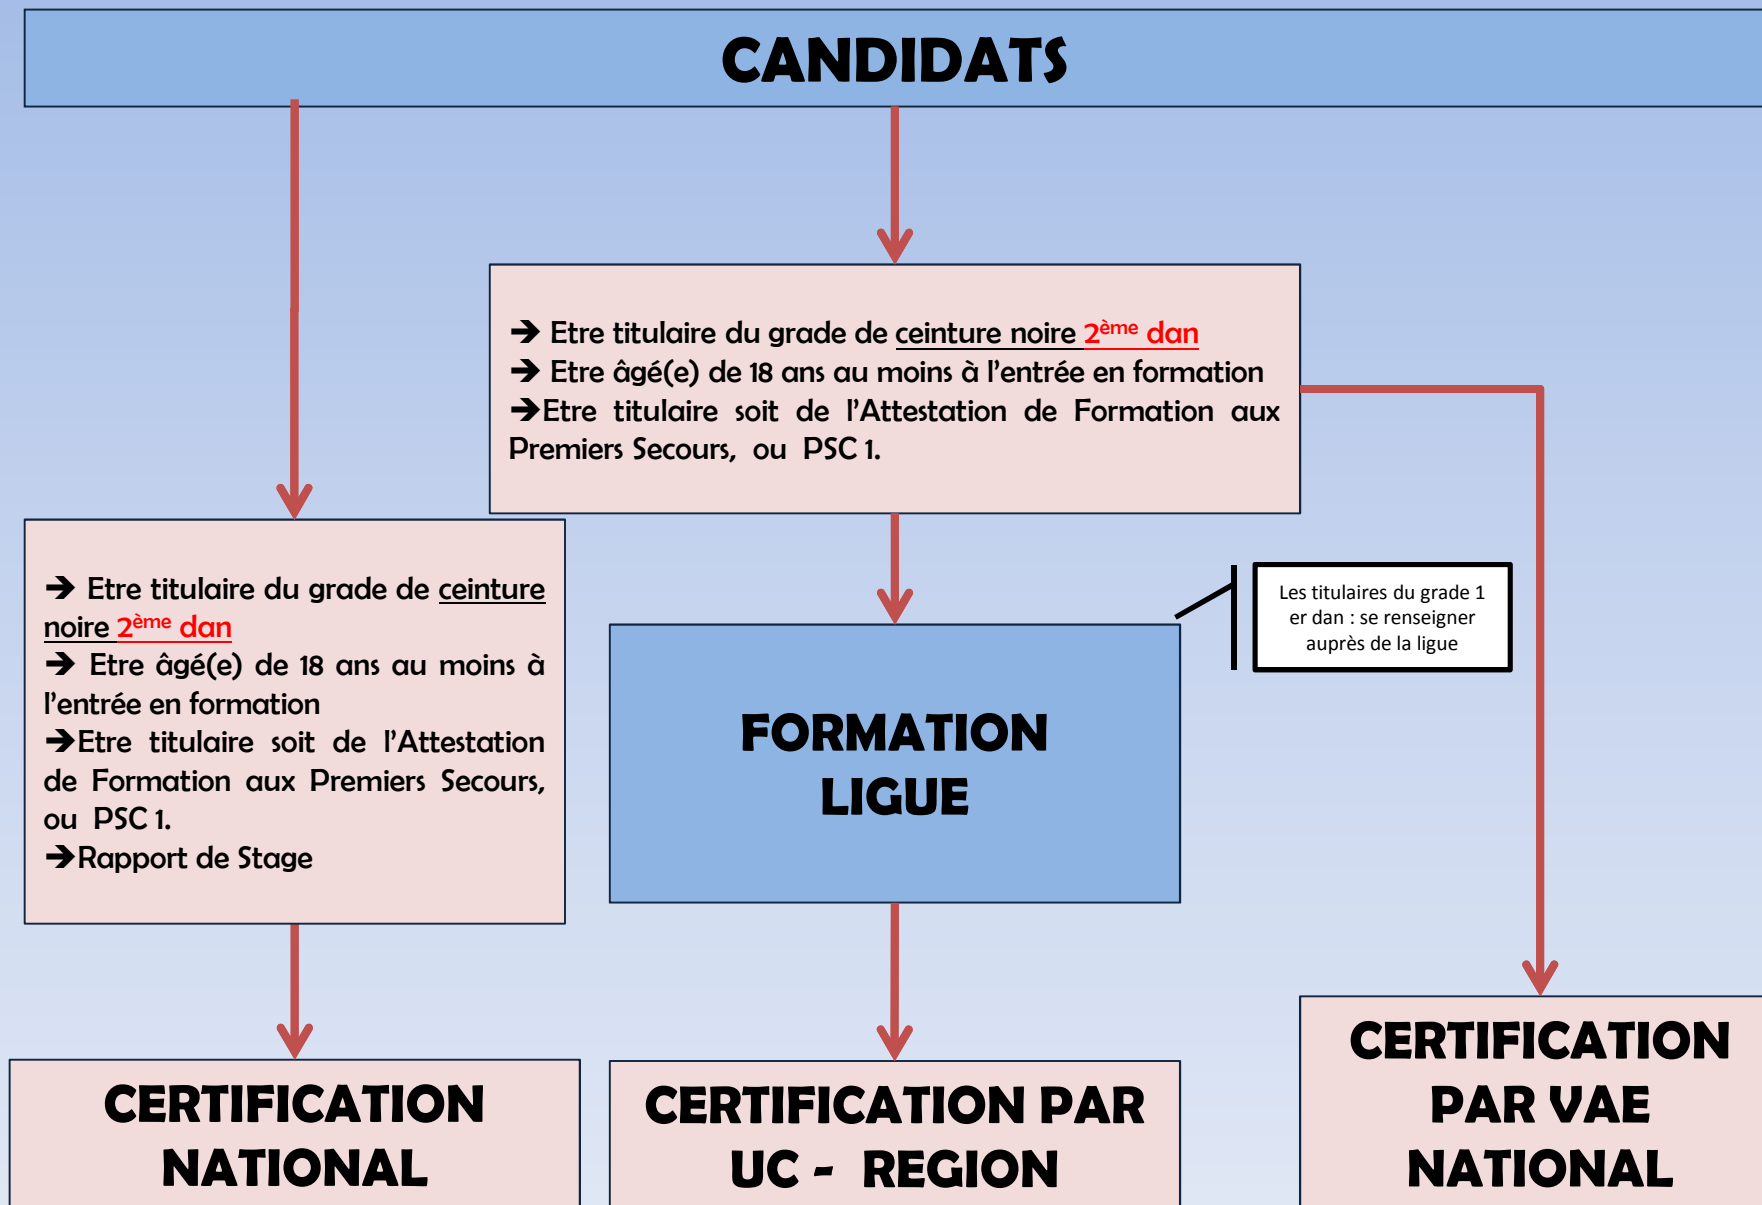 CANDIDATS
➔ Etre titulaire du grade de ceinture noire 2ème dan
➔ Etre âgé(e) de 18 ans au moins à l’entrée en formation
➔Etre titulaire soit de l’Attestation de Formation aux
Premiers Secours, ou PSC 1.
➔ Etre titulaire du grade de ceinture
noire 2ème dan
➔ Etre âgé(e) de 18 ans au moins à
l’entrée en formation
➔Etre titulaire soit de l’Attestation
de Formation aux Premiers Secours,
ou PSC 1.
➔Rapport de Stage
Les titulaires du grade 1
er dan : se renseigner
auprès de la ligue
FORMATION
LIGUE
CERTIFICATION
NATIONAL
CERTIFICATION PAR
UC - REGION
CERTIFICATION
PAR VAE
NATIONAL